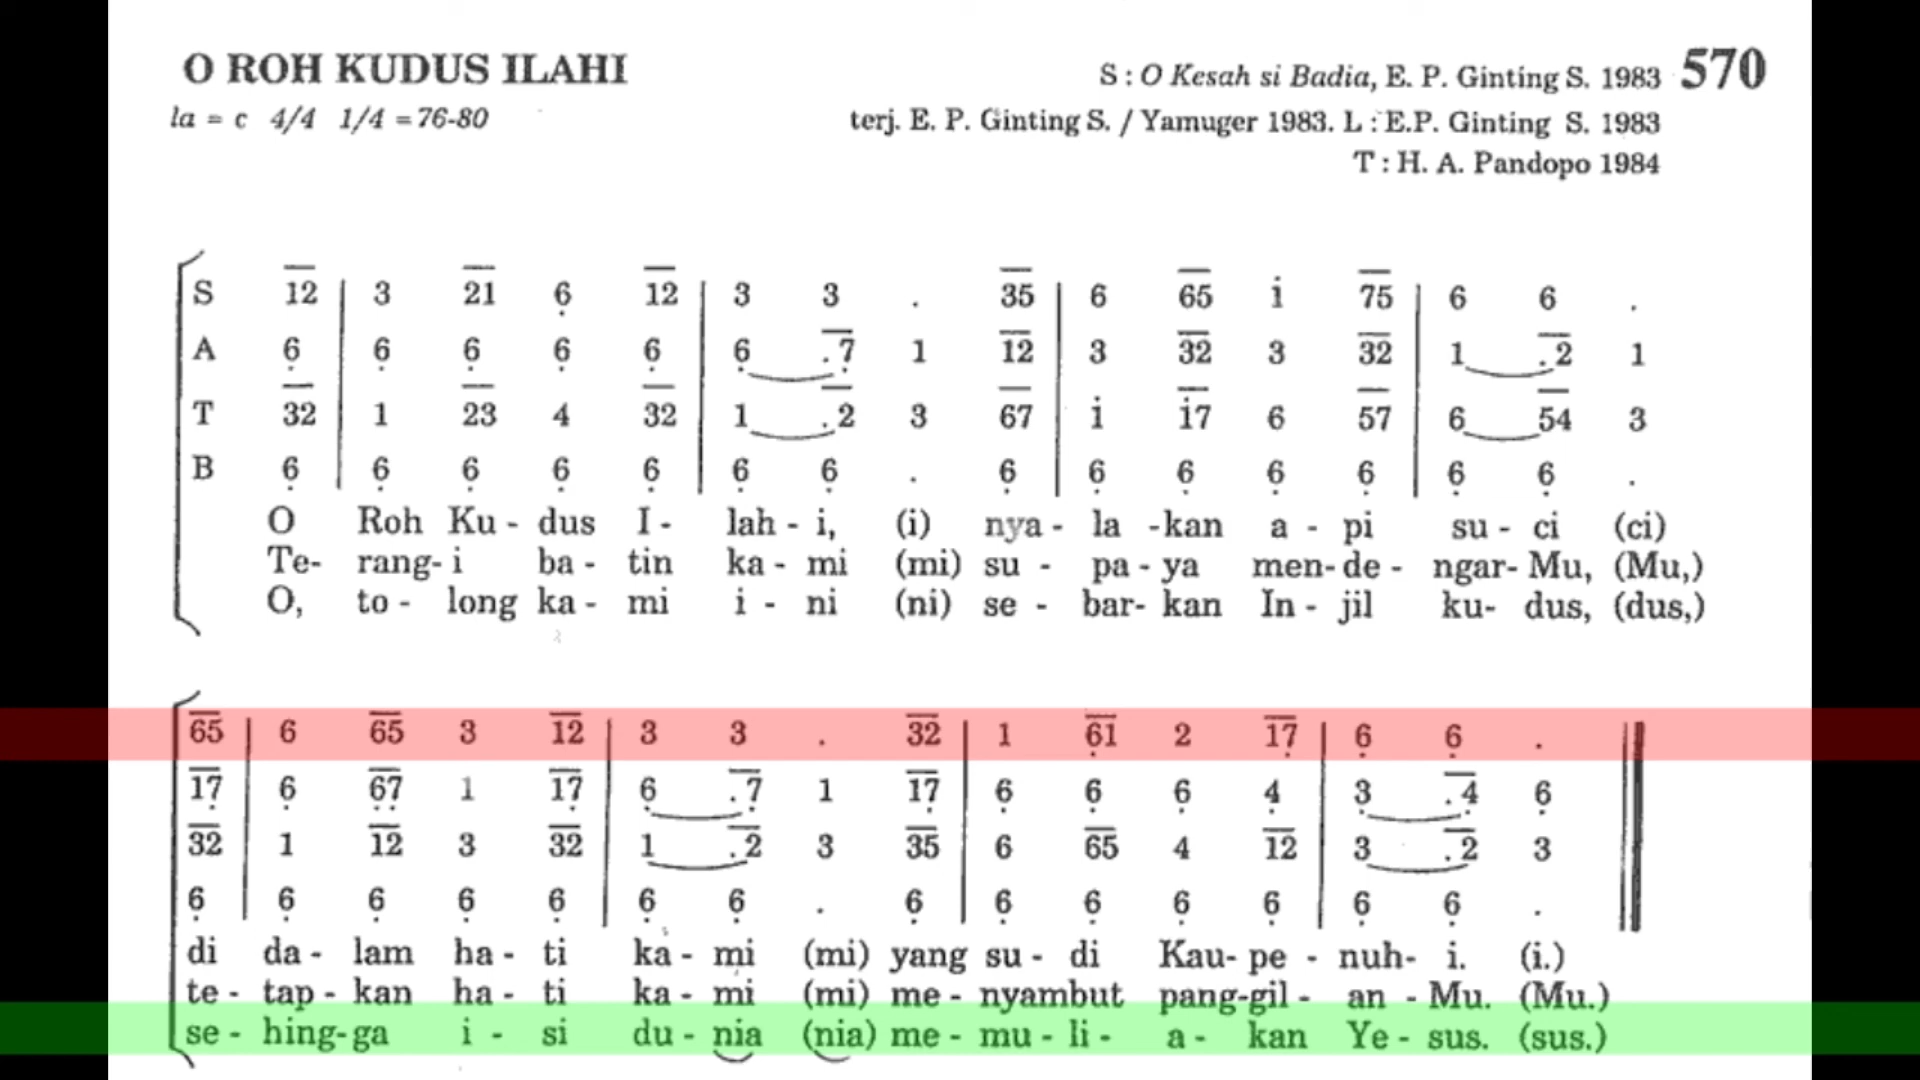 O ROH KUDUS ILAHI
S : O Kesah si Badia, E. P. Ginting S. 1983 570
la = c 4/4 1/4 = 76-80
terj. E. P. Ginting S. / Yamuger 1983. L : E.P. Ginting S. 1983
T : H. A. Pandopo 1984
S 12 | 3 21 6̣ 12 | 3 3 . 35 | 6 65 i 75 | 6 6 .
A 6̣ | 6̣ 6̣ 6̣ 6̣ | 6̣ .7̣ 1 12 | 3 32 3 32 | 1 .2 1
T 32 | 1 23 4 32 | 1 .2 3 67 | i i7 6 57 | 6 54 3
B 6̣ | 6̣ 6̣ 6̣ 6̣ | 6̣ 6̣ . 6̣ | 6̣ 6̣ 6̣ 6̣ | 6̣ 6̣ .
O Roh Ku - dus I - lah - i, (i) nya - la -kan a - pi su - ci (ci)
Te- rang- i ba - tin ka - mi (mi) su - pa - ya men- de - ngar- Mu, (Mu,)
O, to - long ka - mi i - ni (ni) se - bar- kan In - jil ku- dus, (dus,)
65 | 6 65 3 12 | 3 3 . 32 | 1 6̣1 2 17̣ | 6̣ 6̣ .
17̣ | 6̣ 6̣7̣ 1 17̣ | 6̣ .7̣ 1 17̣ | 6̣ 6̣ 6̣ 4̣ | 3̣ .4̣ 6̣
32 | 1 12 3 32 | 1 .2 3 35 | 6 65 4 12 | 3 .2 3
6̣ | 6̣ 6̣ 6̣ 6̣ | 6̣ 6̣ . 6̣ | 6̣ 6̣ 6̣ 6̣ | 6̣ 6̣ .
di da - lam ha - ti ka - mi (mi) yang su - di Kau- pe - nuh- i. (i.)
te - tap - kan ha - ti ka - mi (mi) me - nyambut pang-gil - an - Mu. (Mu.)
se - hing- ga i - si du - nia (nia) me - mu - li - a - kan Ye - sus. (sus.)